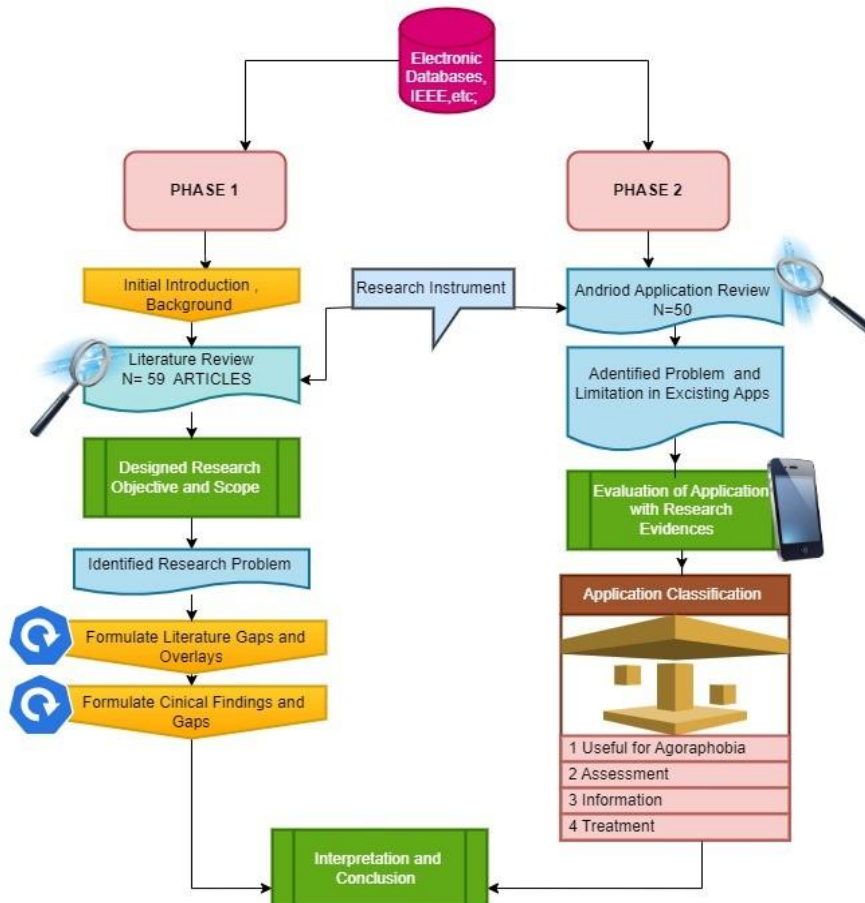 Electronic
Databases,
IEEE,etc;
PHASE 1
PHASE 2
Initial Introduction ,
Background
Research Instrument
Andriod Application Review
N=50
Literature Review
N= 59 ARTICLES
Adentified Problem and
Limitation in Excisting Apps
Designed Research
Objective and Scope
Evaluation of Application
with Research
Evidences
Identified Research Problem
Application Classification
Formulate Literature Gaps and
Overlays
Formulate Clinical Findings and
Gaps
1 Useful for Agoraphobia
2 Assessment
3 Information
4 Treatment
Interpretation and
Conclusion